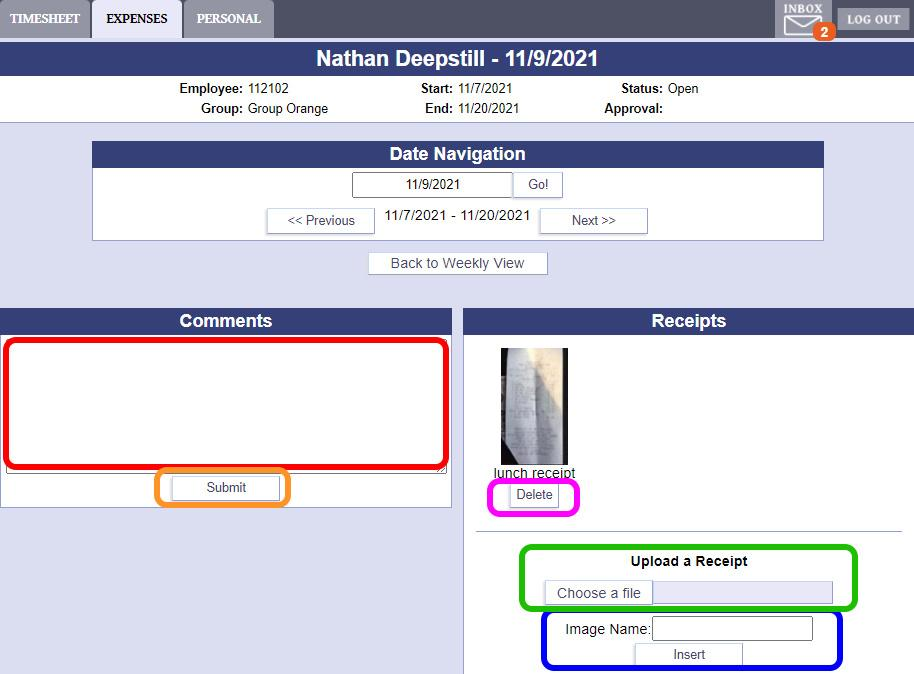 TIMESHEET EXPENSES PERSONAL INBOX 2 LOG OUT
Nathan Deepstill - 11/9/2021
Employee: 112102 Start: 11/7/2021 Status: Open
Group: Group Orange End: 11/20/2021 Approval:
Date Navigation
11/9/2021 Go!
<< Previous 11/7/2021 - 11/20/2021 Next >>
Back to Weekly View
Comments
Submit
Receipts
lunch receipt
Delete
Upload a Receipt
Choose a file
Image Name:
Insert